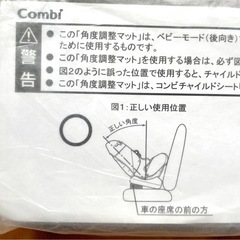 Combi
警告
●この「角度調整マット」は、ベビーモード(後向き)
ために使用するものです。
●この「角度調整マット」を使用する場合は、必ず図
●図2のように誤った位置で使用すると、チャイルド
●この「角度調整マット」は、コンビチャイルドシート
図1:正しい使用位置
正しい角度
車の座席の前の方